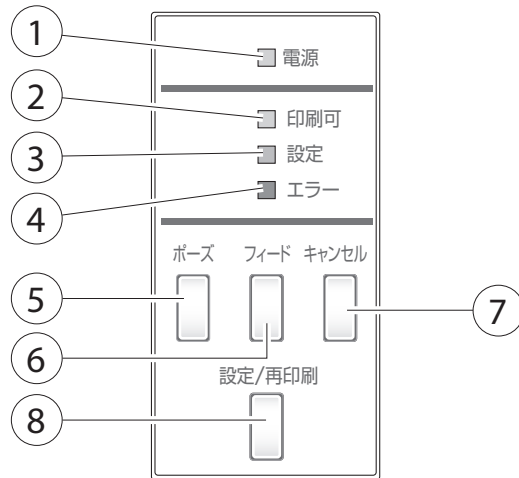 ① 電源
② 印刷可
③ 設定
④ エラー
ポーズ フィード キャンセル
⑤ ⑦
⑥
設定/再印刷
⑧